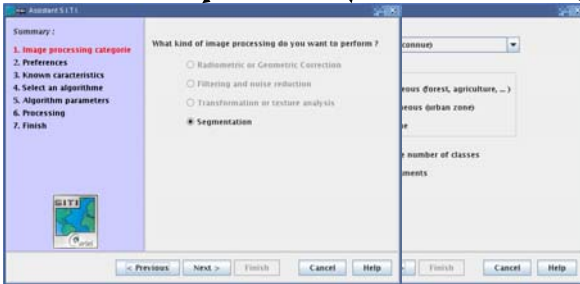 Assistant S.I.T.I.
Summary :
1. Image processing categorie
2. Preferences
3. Known caracteristics
4. Select an algorithme
5. Algorithm parameters
6. Processing
7. Finish
SITI
What kind of image processing do you want to perform ?
Radiometric or Geometric Correction
Filtering and noise reduction
Transformation or texture analysis
Segmentation
< Previous
Next >
Finish
Cancel
Help
connue)
eous (forest, agriculture, ... )
eous (urban zone)
e number of classes
ments
Finish
Cancel
Help